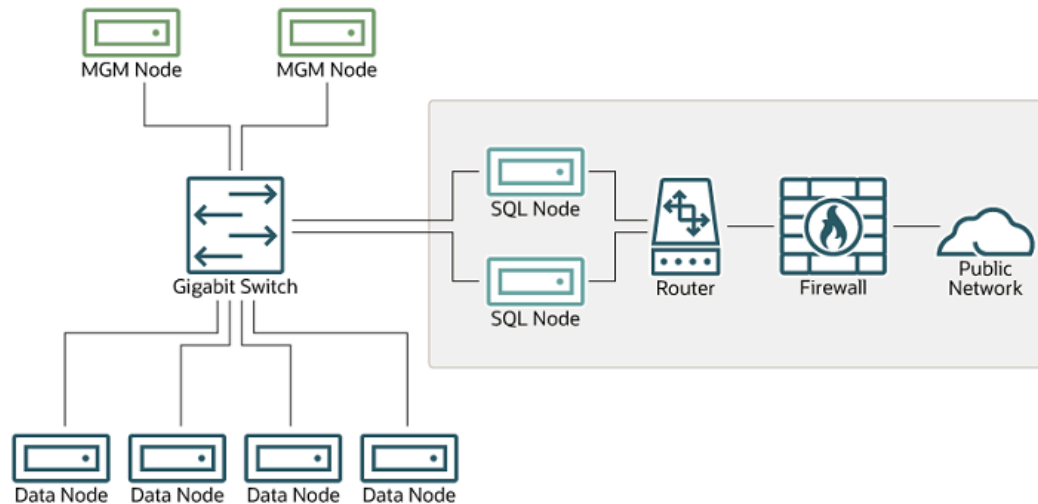 MGM Node
MGM Node
SQL Node
Gigabit Switch
SQL Node
Router
Firewall
Public
Network
Data Node
Data Node
Data Node
Data Node